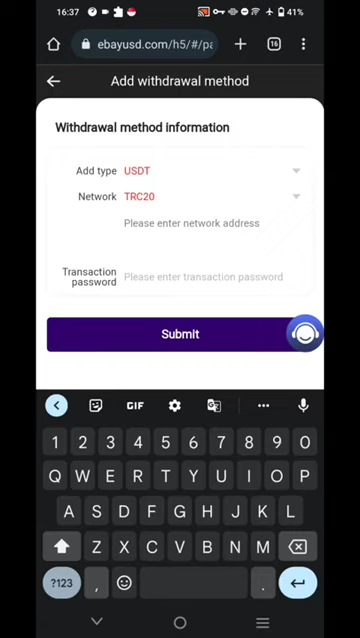 16:37
41%
ebayusd.com/h5/#/pa
16
Add withdrawal method
Withdrawal method information
Add type USDT
Network TRC20
Please enter network address
Transaction password Please enter transaction password
Submit
GIF
1 2 3 4 5 6 7 8 9 0
Q W E R T Y U I O P
A S D F G H J K L
Z X C V B N M
?123 , .